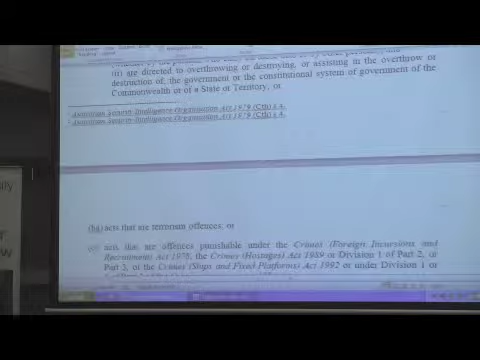 (ii) are directed to overthrowing or destroying, or assisting in the overthrow or
destruction of, the government or the constitutional system of government of the
Commonwealth or of a State or Territory; or
Australian Security Intelligence Organisation Act 1979 (Cth) s 4.
Australian Security Intelligence Organisation Act 1979 (Cth) s 4.
(ba) acts that are terrorism offences; or
(c) acts that are offences punishable under the Crimes (Foreign Incursions and
Recruitment) Act 1978, the Crimes (Hostages) Act 1989 or Division 1 of Part 2, or
Part 3, of the Crimes (Ships and Fixed Platforms) Act 1992 or under Division 1 or